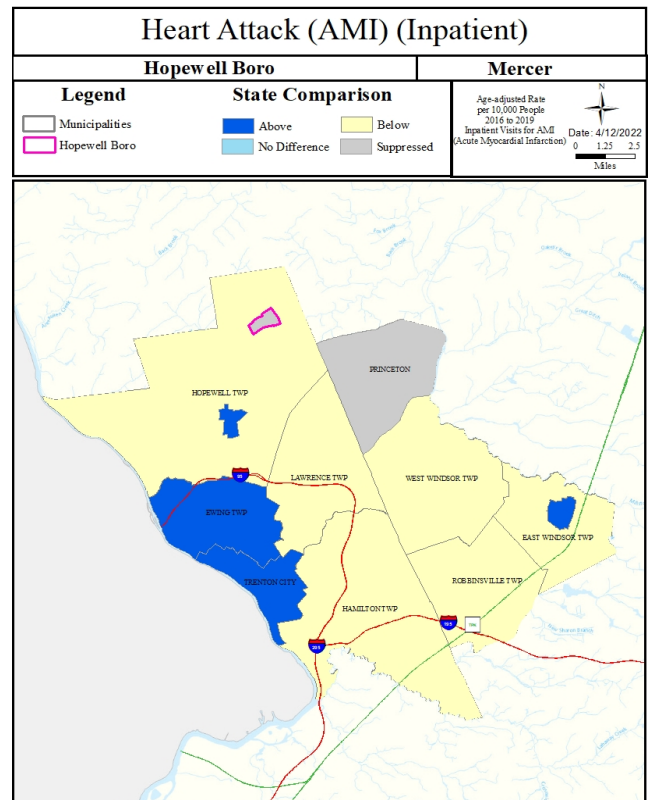 Heart Attack (AMI) (Inpatient)
Hopewell Boro
Mercer
Legend
Municipalities
Hopewell Boro
State Comparison
Above
Below
No Difference
Suppressed
Age-adjusted Rate
per 10,000 People
2016 to 2019
Inpatient Visits for AMI
(Acute Myocardial Infarction)
N
Date: 4/12/2022
0 1.25 2.5
Miles
PRINCETON
HOPEWELL TWP
LAWRENCE TWP
WEST WINDSOR TWP
EWING TWP
EAST WINDSOR TWP
TRENTON CITY
ROBBINSVILLE TWP
HAMILTON TWP
195